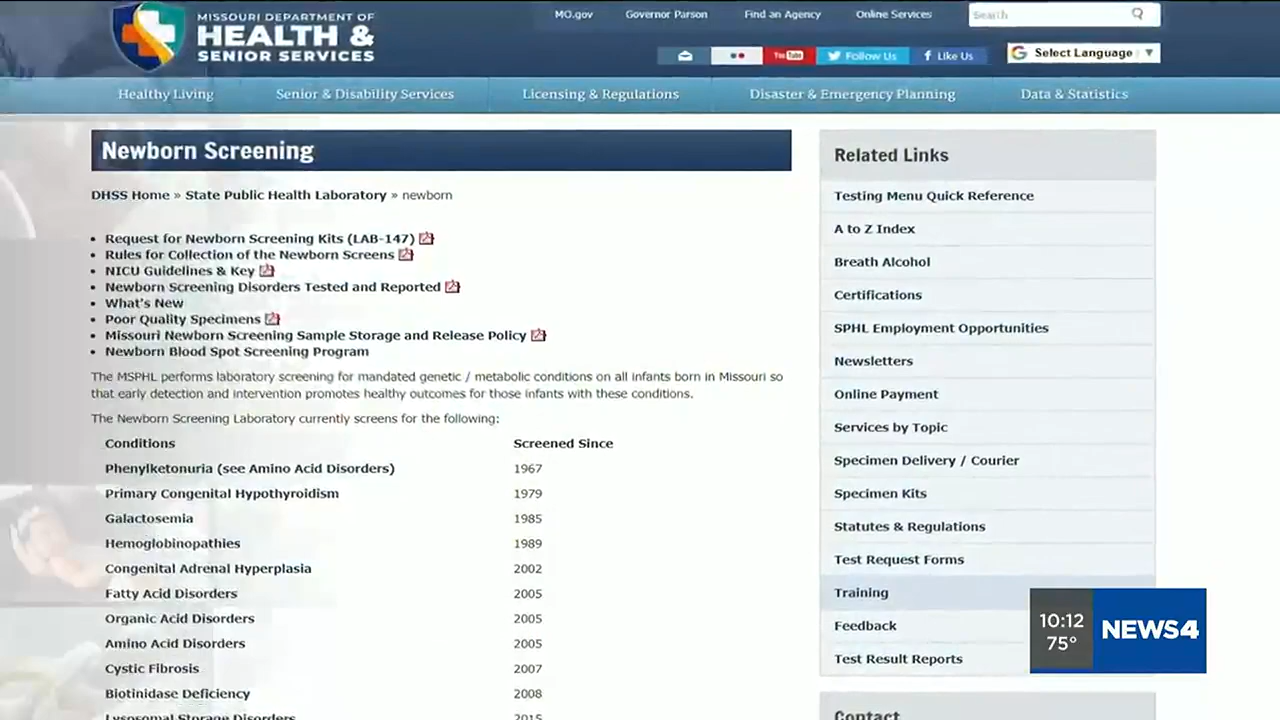 MISSOURI DEPARTMENT OF
HEALTH &
SENIOR SERVICES
MO.gov
Governor Parson
Find an Agency
Online Services
Search
You Tube
Follow Us
Like Us
Select Language
Healthy Living
Senior & Disability Services
Licensing & Regulations
Disaster & Emergency Planning
Data & Statistics
Newborn Screening
DHSS Home » State Public Health Laboratory » newborn
• Request for Newborn Screening Kits (LAB-147)
• Rules for Collection of the Newborn Screens
• NICU Guidelines & Key
• Newborn Screening Disorders Tested and Reported
• What's New
• Poor Quality Specimens
• Missouri Newborn Screening Sample Storage and Release Policy
• Newborn Blood Spot Screening Program
The MSPHL performs laboratory screening for mandated genetic / metabolic conditions on all infants born in Missouri so
that early detection and intervention promotes healthy outcomes for those infants with these conditions.
The Newborn Screening Laboratory currently screens for the following:
Conditions Screened Since
Phenylketonuria (see Amino Acid Disorders) 1967
Primary Congenital Hypothyroidism 1979
Galactosemia 1985
Hemoglobinopathies 1989
Congenital Adrenal Hyperplasia 2002
Fatty Acid Disorders 2005
Organic Acid Disorders 2005
Amino Acid Disorders 2005
Cystic Fibrosis 2007
Biotinidase Deficiency 2008
Lysosomal Storage Disorders 2015
Related Links
Testing Menu Quick Reference
A to Z Index
Breath Alcohol
Certifications
SPHL Employment Opportunities
Newsletters
Online Payment
Services by Topic
Specimen Delivery / Courier
Specimen Kits
Statutes & Regulations
Test Request Forms
Training
Feedback
Test Result Reports
Contact
10:12
75°
NEWS4